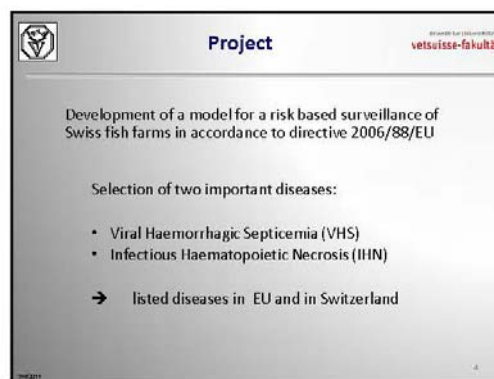 Project
vetsuisse-fakultä
Development of a model for a risk based surveillance of
Swiss fish farms in accordance to directive 2006/88/EU
Selection of two important diseases:
• Viral Haemorrhagic Septicemia (VHS)
• Infectious Haematopoietic Necrosis (IHN)
➔ listed diseases in EU and in Switzerland
4